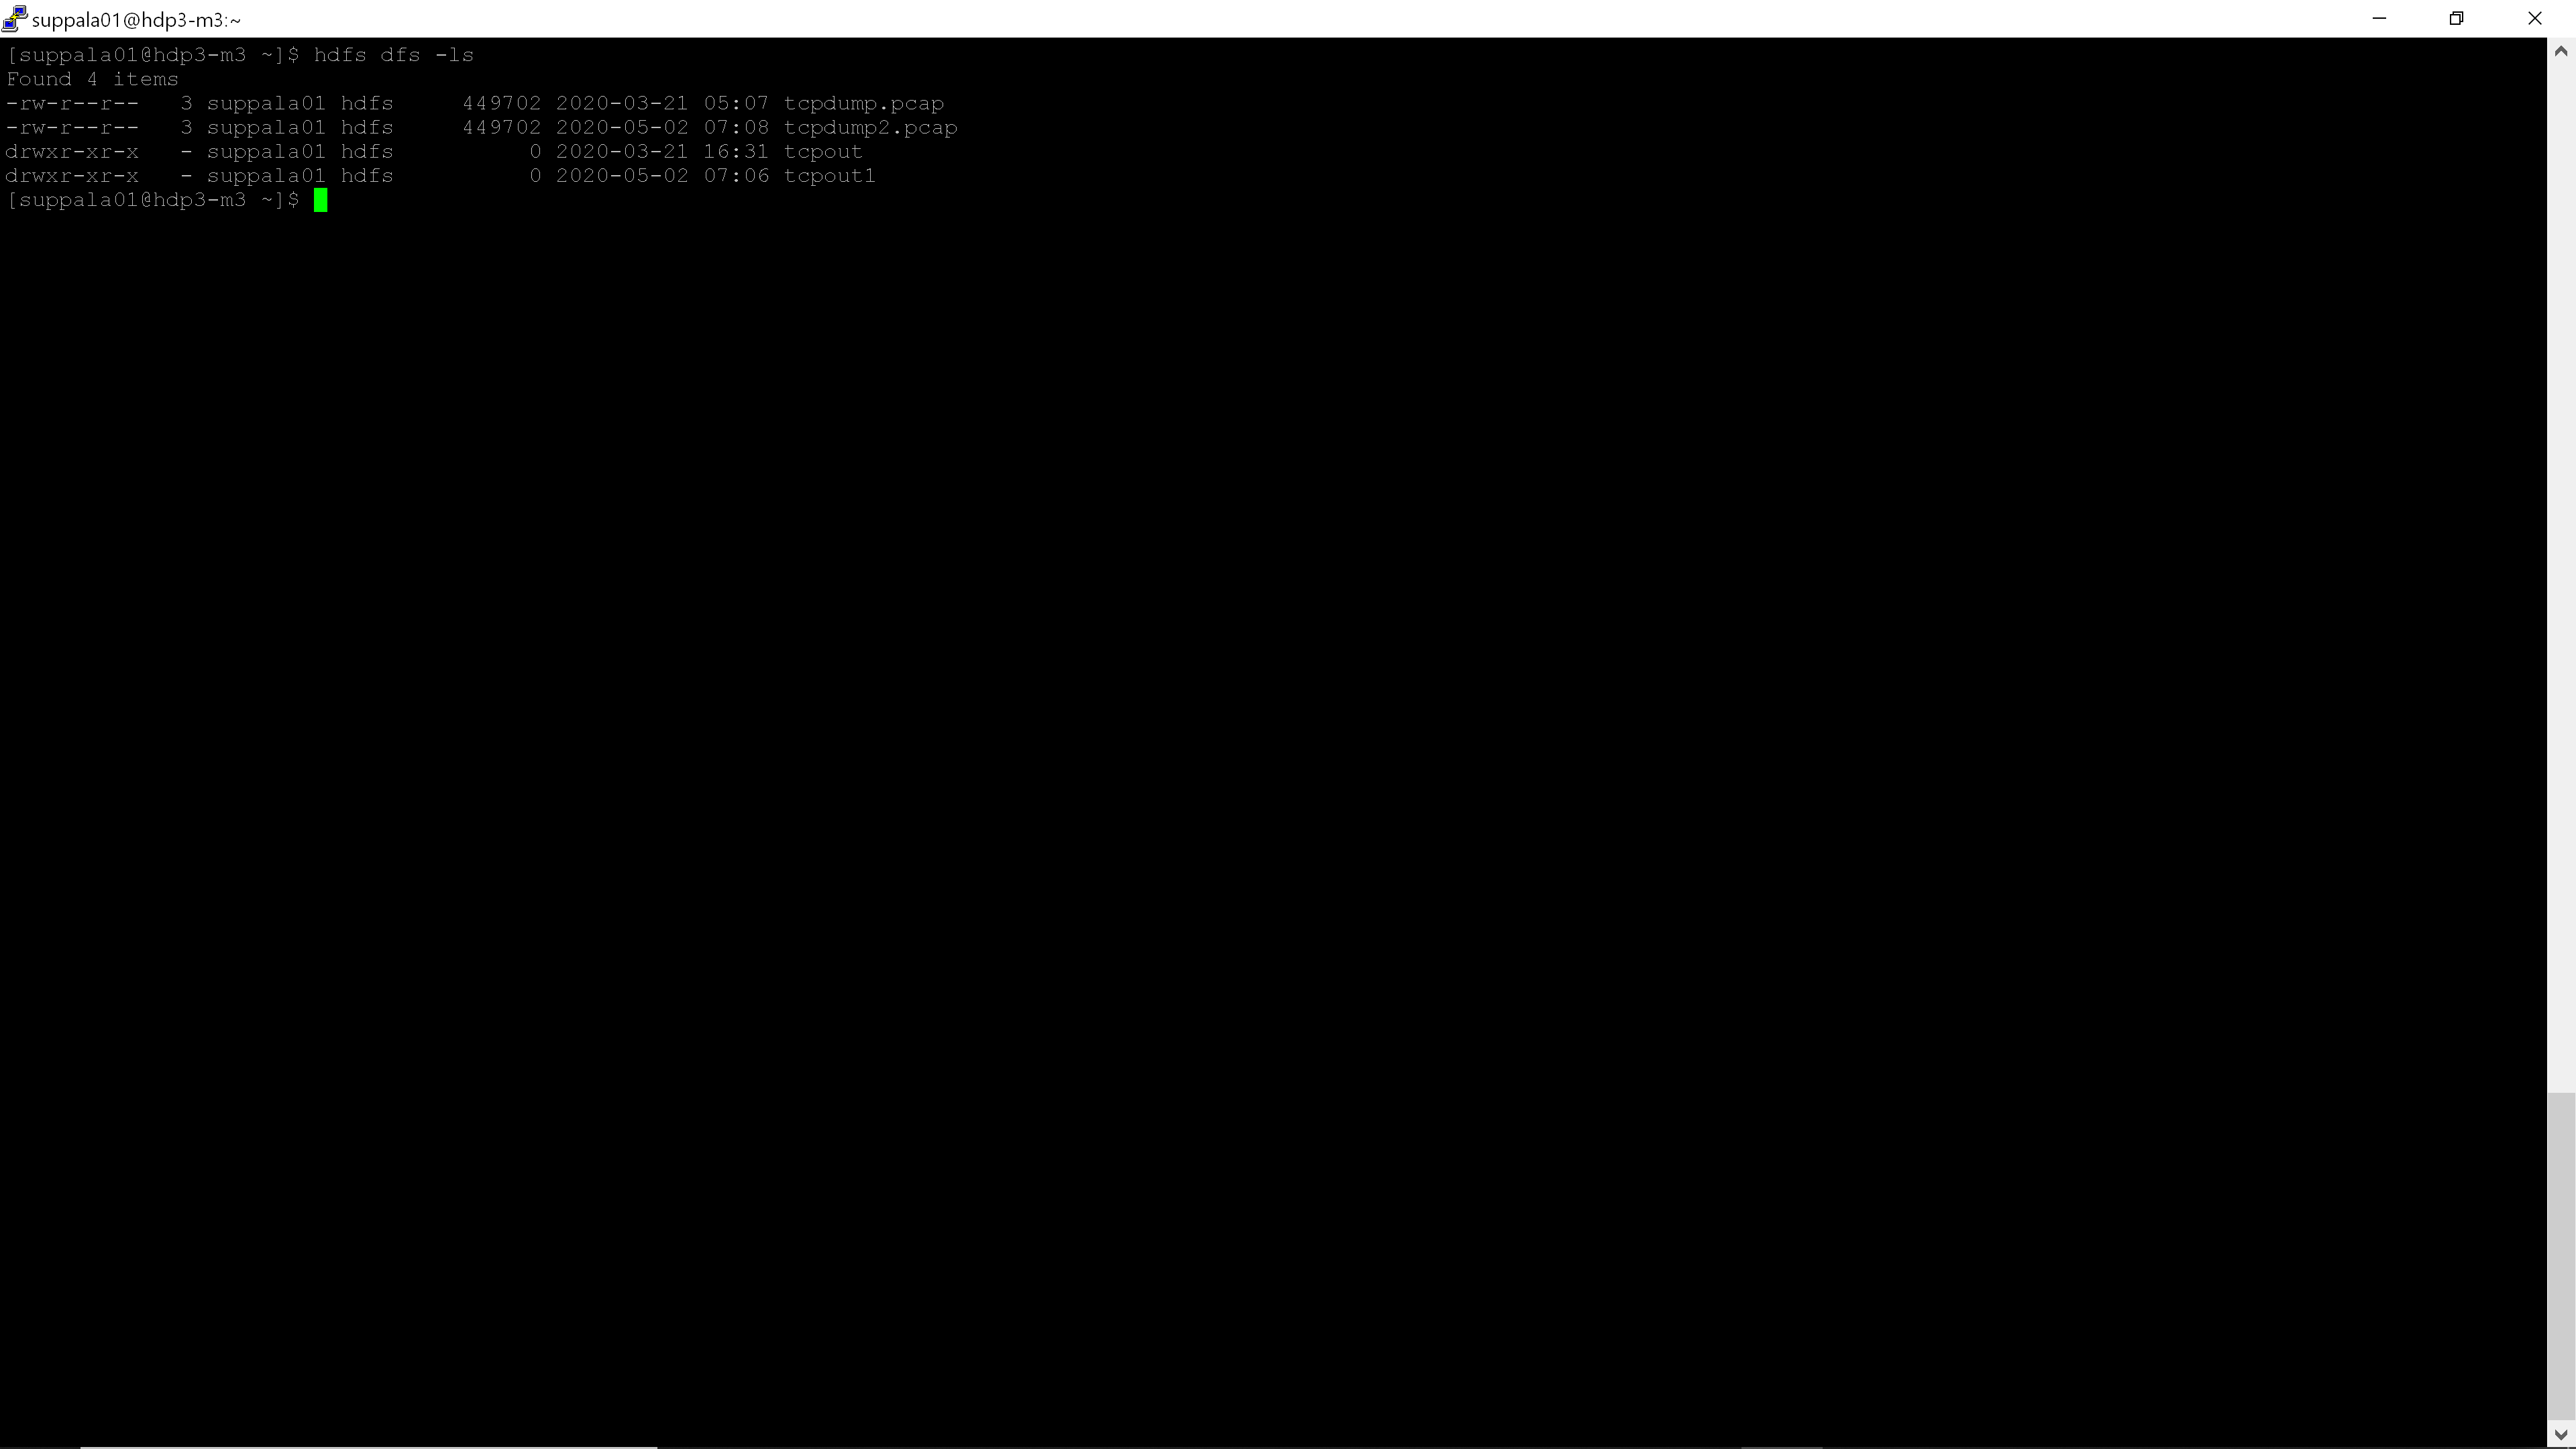 suppala01@hdp3-m3:~
[suppala01@hdp3-m3 ~]$ hdfs dfs -ls
Found 4 items
-rw-r--r--   3 suppala01 hdfs     449702 2020-03-21 05:07 tcpdump.pcap
-rw-r--r--   3 suppala01 hdfs     449702 2020-05-02 07:08 tcpdump2.pcap
drwxr-xr-x   - suppala01 hdfs          0 2020-03-21 16:31 tcpout
drwxr-xr-x   - suppala01 hdfs          0 2020-05-02 07:06 tcpout1
[suppala01@hdp3-m3 ~]$